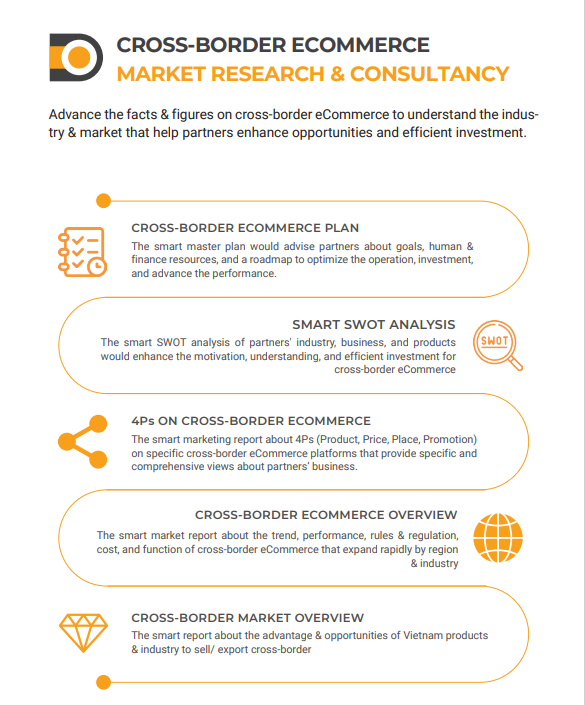 CROSS-BORDER ECOMMERCE
MARKET RESEARCH & CONSULTANCY
Advance the facts & figures on cross-border eCommerce to understand the indus-
try & market that help partners enhance opportunities and efficient investment.
CROSS-BORDER ECOMMERCE PLAN
The smart master plan would advise partners about goals, human &
finance resources, and a roadmap to optimize the operation, investment,
and advance the performance.
SMART SWOT ANALYSIS
The smart SWOT analysis of partners' industry, business, and products
would enhance the motivation, understanding, and efficient investment for
cross-border eCommerce
SWOT
4Ps ON CROSS-BORDER ECOMMERCE
The smart marketing report about 4Ps (Product, Price, Place, Promotion)
on specific cross-border eCommerce platforms that provide specific and
comprehensive views about partners' business.
CROSS-BORDER ECOMMERCE OVERVIEW
The smart market report about the trend, performance, rules & regulation,
cost, and function of cross-border eCommerce that expand rapidly by region
& industry
CROSS-BORDER MARKET OVERVIEW
The smart report about the advantage & opportunities of Vietnam products
& industry to sell/ export cross-border